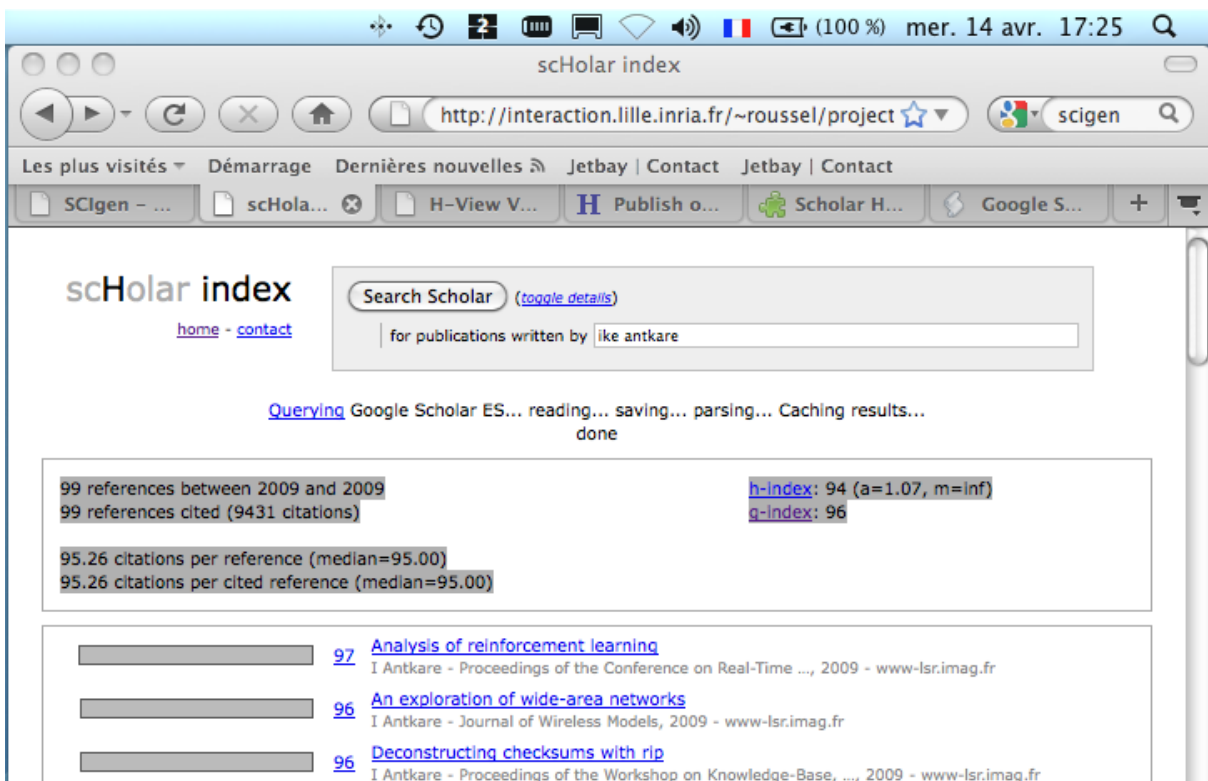 2 (100 %) mer. 14 avr. 17:25
scHolar index
http://interaction.lille.inria.fr/~roussel/project scigen
Les plus visités Démarrage Dernières nouvelles Jetbay | Contact Jetbay | Contact
SCIgen – ... scHola... H-View V... H Publish o... Scholar H... Google S... +
scHolar index
Search Scholar (toggle details)
home - contact
for publications written by ike antkare
Querying Google Scholar ES... reading... saving... parsing... Caching results...
done
99 references between 2009 and 2009 h-index: 94 (a=1.07, m=inf)
99 references cited (9431 citations) g-index: 96
95.26 citations per reference (median=95.00)
95.26 citations per cited reference (median=95.00)
97 Analysis of reinforcement learning
I Antkare - Proceedings of the Conference on Real-Time ..., 2009 - www-lsr.imag.fr
96 An exploration of wide-area networks
I Antkare - Journal of Wireless Models, 2009 - www-lsr.imag.fr
96 Deconstructing checksums with rip
I Antkare - Proceedings of the Workshop on Knowledge-Base, ..., 2009 - www-lsr.imag.fr